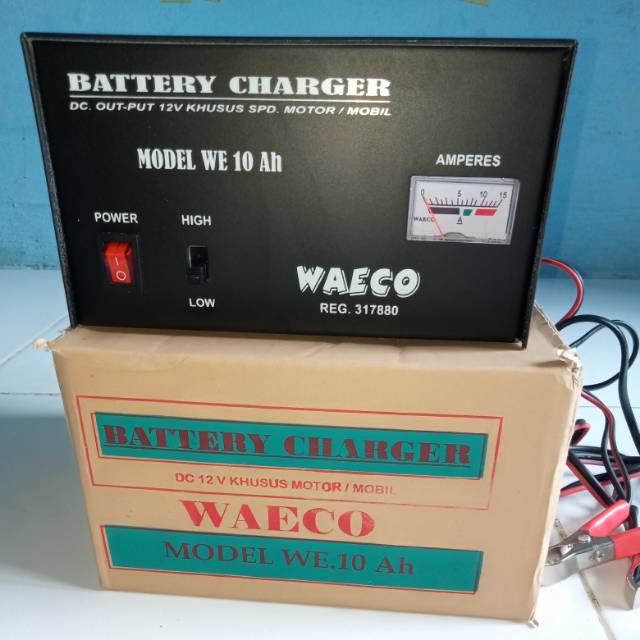 BATTERY CHARGER
DC. OUT-PUT 12V KHUSUS SPD. MOTOR / MOBIL
MODEL WE 10 Ah
AMPERES
0 5 10 15
WAECO A
POWER
HIGH
LOW
WAECO
REG. 317880
BATTERY CHARGER
DC 12 V KHUSUS MOTOR / MOBIL
WAECO
MODEL WE.10 Ah